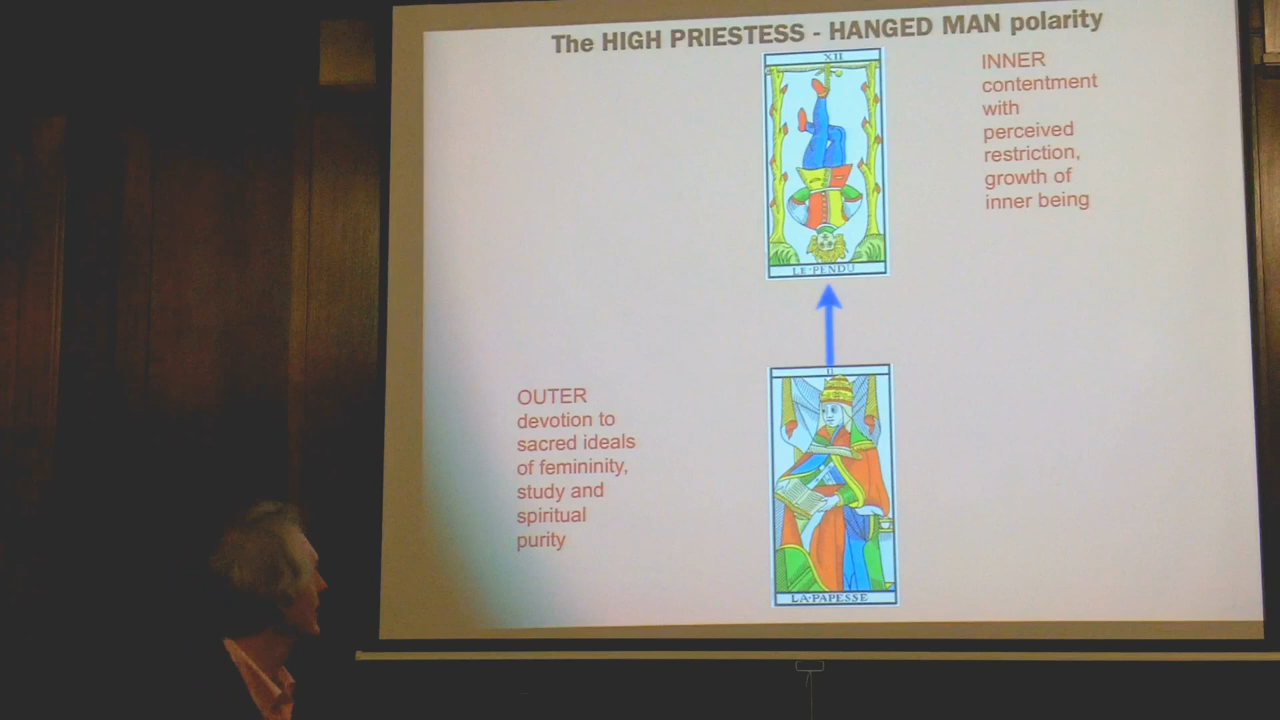 The HIGH PRIESTESS - HANGED MAN polarity
XII
LE·PENDU
INNER
contentment
with
perceived
restriction,
growth of
inner being
OUTER
devotion to
sacred ideals
of femininity,
study and
spiritual
purity
II
LA·PAPESSE